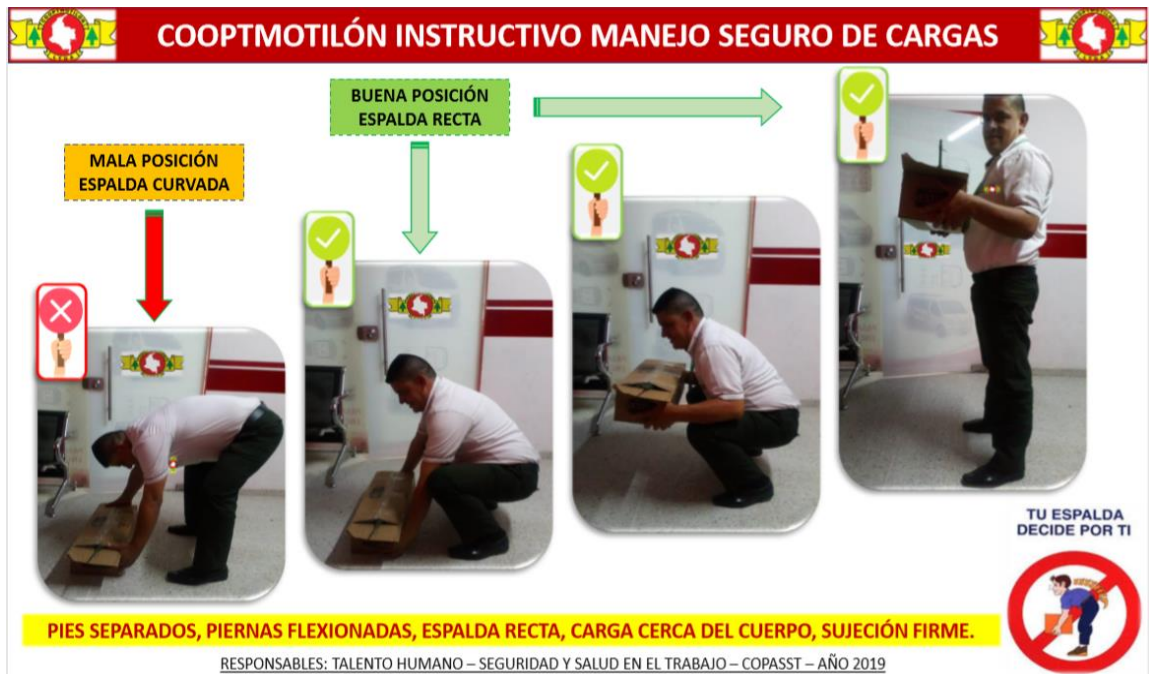 COOPTMOTILÓN INSTRUCTIVO MANEJO SEGURO DE CARGAS
BUENA POSICIÓN
ESPALDA RECTA
MALA POSICIÓN
ESPALDA CURVADA
TU ESPALDA
DECIDE POR TI
PIES SEPARADOS, PIERNAS FLEXIONADAS, ESPALDA RECTA, CARGA CERCA DEL CUERPO, SUJECIÓN FIRME.
RESPONSABLES: TALENTO HUMANO – SEGURIDAD Y SALUD EN EL TRABAJO – COPASST – AÑO 2019